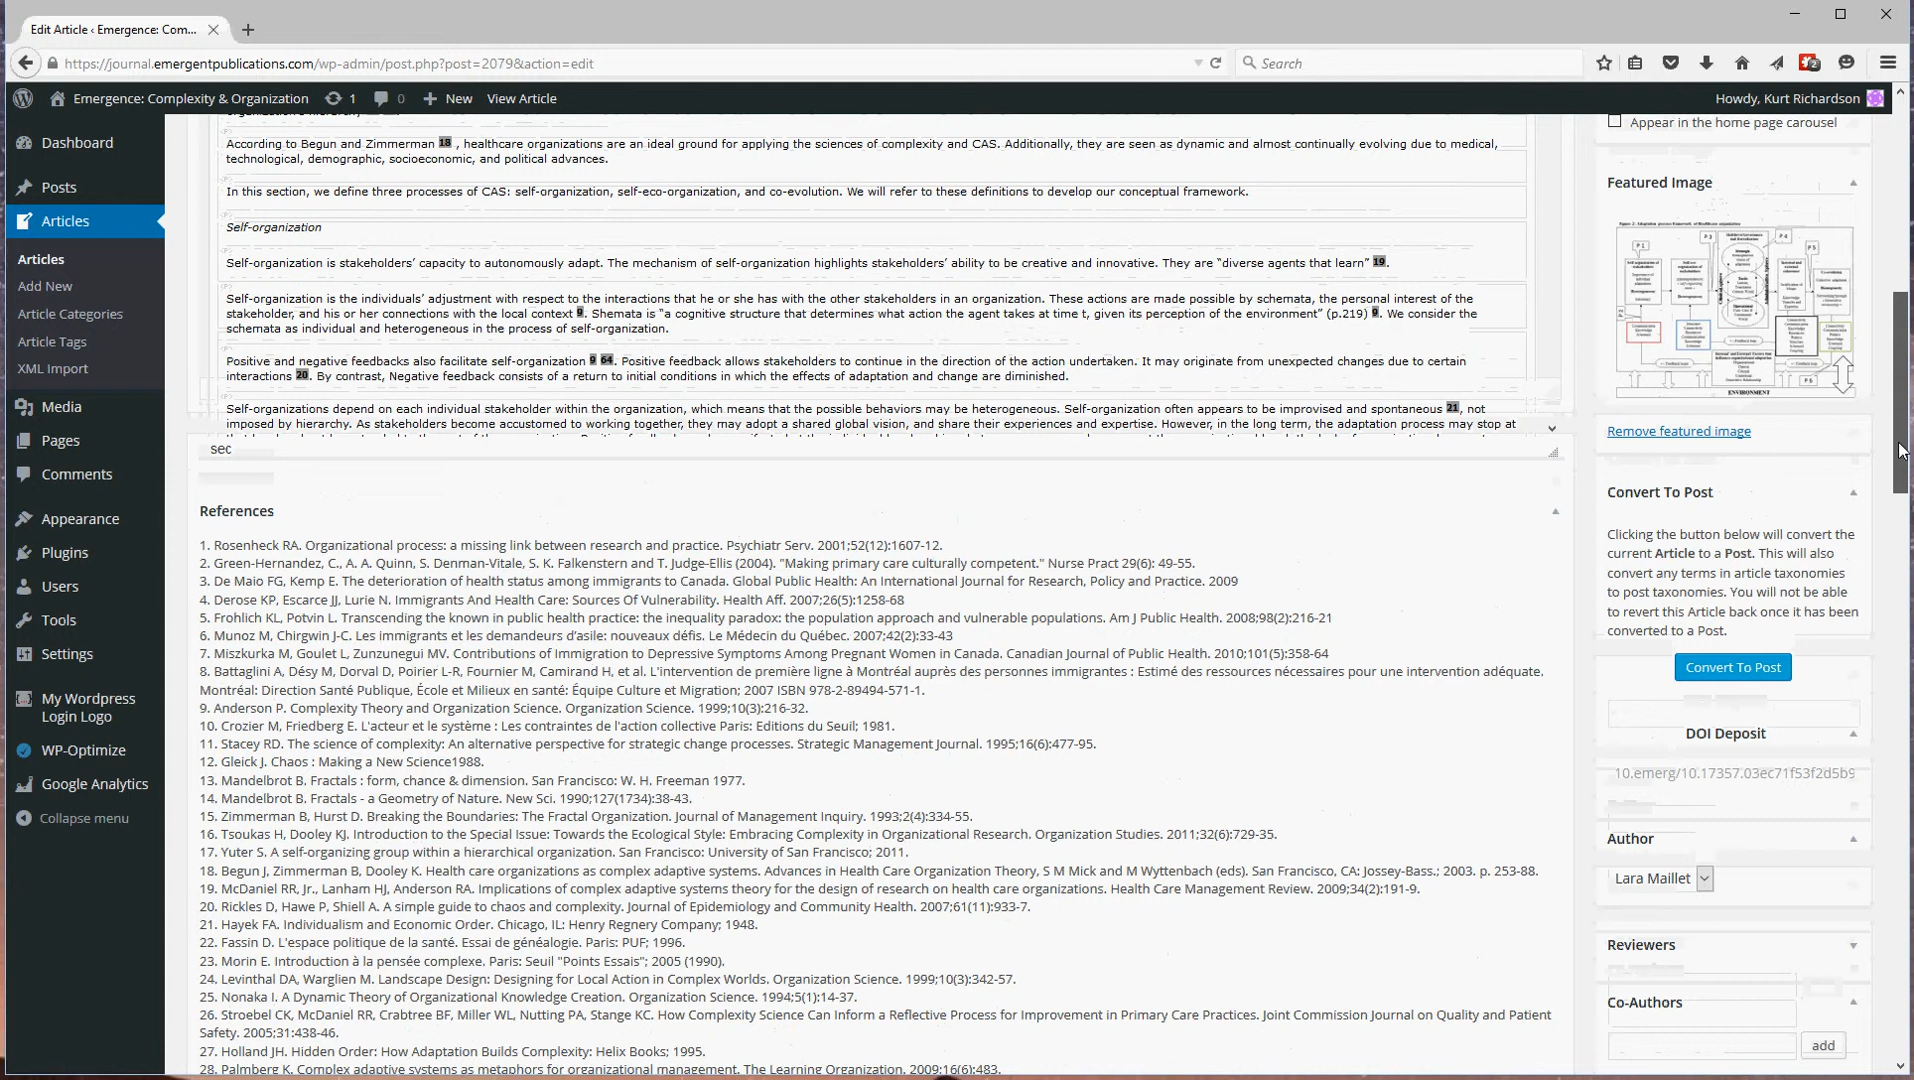 Edit Article ‹ Emergence: Com...
https://journal.emergentpublications.com/wp-admin/post.php?post=2079&action=edit
Search
2
Emergence: Complexity & Organization
1
0
New
View Article
Howdy, Kurt Richardson
Dashboard
Posts
Articles
Articles
Add New
Article Categories
Article Tags
XML Import
Media
Pages
Comments
Appearance
Plugins
Users
Tools
Settings
My Wordpress
Login Logo
WP-Optimize
Google Analytics
Collapse menu
According to Begun and Zimmerman 18 , healthcare organizations are an ideal ground for applying the sciences of complexity and CAS. Additionally, they are seen as dynamic and almost continually evolving due to medical,
technological, demographic, socioeconomic, and political advances.
In this section, we define three processes of CAS: self-organization, self-eco-organization, and co-evolution. We will refer to these definitions to develop our conceptual framework.
Self-organization
Self-organization is stakeholders’ capacity to autonomously adapt. The mechanism of self-organization highlights stakeholders’ ability to be creative and innovative. They are “diverse agents that learn” 19.
Self-organization is the individuals’ adjustment with respect to the interactions that he or she has with the other stakeholders in an organization. These actions are made possible by schemata, the personal interest of the
stakeholder, and his or her connections with the local context 9. Shemata is “a cognitive structure that determines what action the agent takes at time t, given its perception of the environment” (p.219) 9. We consider the
schemata as individual and heterogeneous in the process of self-organization.
Positive and negative feedbacks also facilitate self-organization 9 64. Positive feedback allows stakeholders to continue in the direction of the action undertaken. It may originate from unexpected changes due to certain
interactions 20. By contrast, Negative feedback consists of a return to initial conditions in which the effects of adaptation and change are diminished.
Self-organizations depend on each individual stakeholder within the organization, which means that the possible behaviors may be heterogeneous. Self-organization often appears to be improvised and spontaneous 21, not
imposed by hierarchy. As stakeholders become accustomed to working together, they may adopt a shared global vision, and share their experiences and expertise. However, in the long term, the adaptation process may stop at
sec
References
1. Rosenheck RA. Organizational process: a missing link between research and practice. Psychiatr Serv. 2001;52(12):1607-12.
2. Green-Hernandez, C., A. A. Quinn, S. Denman-Vitale, S. K. Falkenstern and T. Judge-Ellis (2004). "Making primary care culturally competent." Nurse Pract 29(6): 49-55.
3. De Maio FG, Kemp E. The deterioration of health status among immigrants to Canada. Global Public Health: An International Journal for Research, Policy and Practice. 2009
4. Derose KP, Escarce JJ, Lurie N. Immigrants And Health Care: Sources Of Vulnerability. Health Aff. 2007;26(5):1258-68
5. Frohlich KL, Potvin L. Transcending the known in public health practice: the inequality paradox: the population approach and vulnerable populations. Am J Public Health. 2008;98(2):216-21
6. Munoz M, Chirgwin J-C. Les immigrants et les demandeurs d’asile: nouveaux défis. Le Médecin du Québec. 2007;42(2):33-43
7. Miszkurka M, Goulet L, Zunzunegui MV. Contributions of Immigration to Depressive Symptoms Among Pregnant Women in Canada. Canadian Journal of Public Health. 2010;101(5):358-64
8. Battaglini A, Désy M, Dorval D, Poirier L-R, Fournier M, Camirand H, et al. L'intervention de première ligne à Montréal auprès des personnes immigrantes : Estimé des ressources nécessaires pour une intervention adéquate.
Montréal: Direction Santé Publique, École et Milieux en santé: Équipe Culture et Migration; 2007 ISBN 978-2-89494-571-1.
9. Anderson P. Complexity Theory and Organization Science. Organization Science. 1999;10(3):216-32.
10. Crozier M, Friedberg E. L'acteur et le système : Les contraintes de l'action collective Paris: Editions du Seuil; 1981.
11. Stacey RD. The science of complexity: An alternative perspective for strategic change processes. Strategic Management Journal. 1995;16(6):477-95.
12. Gleick J. Chaos : Making a New Science1988.
13. Mandelbrot B. Fractals : form, chance & dimension. San Francisco: W. H. Freeman 1977.
14. Mandelbrot B. Fractals - a Geometry of Nature. New Sci. 1990;127(1734):38-43.
15. Zimmerman B, Hurst D. Breaking the Boundaries: The Fractal Organization. Journal of Management Inquiry. 1993;2(4):334-55.
16. Tsoukas H, Dooley KJ. Introduction to the Special Issue: Towards the Ecological Style: Embracing Complexity in Organizational Research. Organization Studies. 2011;32(6):729-35.
17. Yuter S. A self-organizing group within a hierarchical organization. San Francisco: University of San Francisco; 2011.
18. Begun J, Zimmerman B, Dooley K. Health care organizations as complex adaptive systems. Advances in Health Care Organization Theory, S M Mick and M Wyttenbach (eds). San Francisco, CA: Jossey-Bass.; 2003. p. 253-88.
19. McDaniel RR, Jr., Lanham HJ, Anderson RA. Implications of complex adaptive systems theory for the design of research on health care organizations. Health Care Management Review. 2009;34(2):191-9.
20. Rickles D, Hawe P, Shiell A. A simple guide to chaos and complexity. Journal of Epidemiology and Community Health. 2007;61(11):933-7.
21. Hayek FA. Individualism and Economic Order. Chicago, IL: Henry Regnery Company; 1948.
22. Fassin D. L'espace politique de la santé. Essai de généalogie. Paris: PUF; 1996.
23. Morin E. Introduction à la pensée complexe. Paris: Seuil "Points Essais"; 2005 (1990).
24. Levinthal DA, Warglien M. Landscape Design: Designing for Local Action in Complex Worlds. Organization Science. 1999;10(3):342-57.
25. Nonaka I. A Dynamic Theory of Organizational Knowledge Creation. Organization Science. 1994;5(1):14-37.
26. Stroebel CK, McDaniel RR, Crabtree BF, Miller WL, Nutting PA, Stange KC. How Complexity Science Can Inform a Reflective Process for Improvement in Primary Care Practices. Joint Commission Journal on Quality and Patient
Safety. 2005;31:438-46.
27. Holland JH. Hidden Order: How Adaptation Builds Complexity: Helix Books; 1995.
28. Palmberg K. Complex adaptive systems as metaphors for organizational management. The Learning Organization. 2009;16(6):483.
Appear in the home page carousel
Featured Image
P 1
P 3
P 4
P 5
P 6
ENVIRONMENT
Remove featured image
Convert To Post
Clicking the button below will convert the
current Article to a Post. This will also
convert any terms in article taxonomies
to post taxonomies. You will not be able
to revert this Article back once it has been
converted to a Post.
Convert To Post
DOI Deposit
10.emerg/10.17357.03ec71f53f2d5b9
Author
Lara Maillet
Reviewers
Co-Authors
add